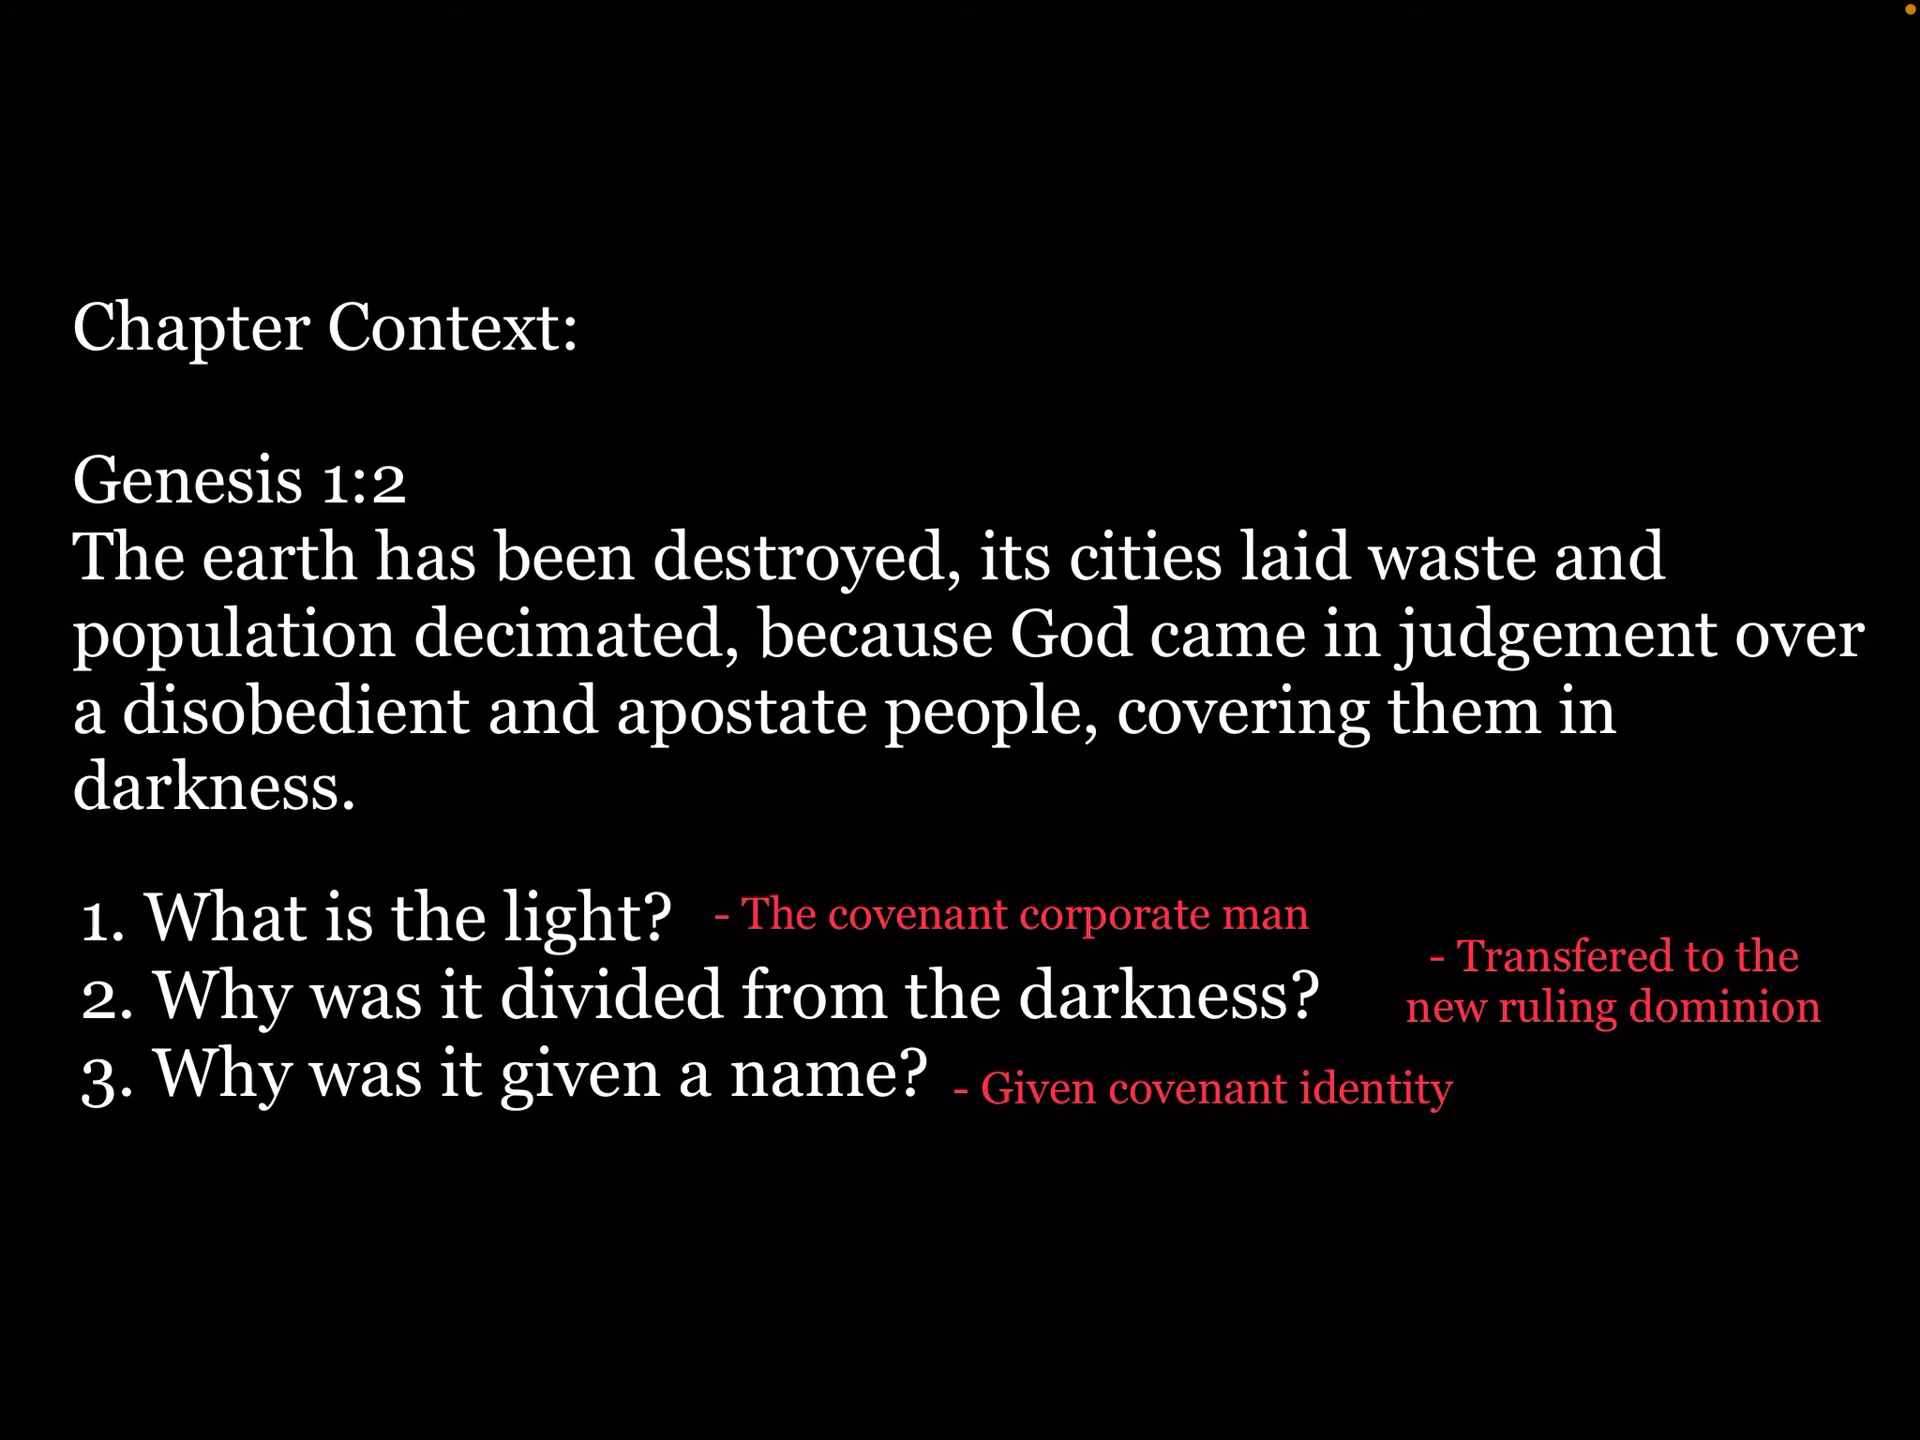 Chapter Context:
Genesis 1:2
The earth has been destroyed, its cities laid waste and
population decimated, because God came in judgement over
a disobedient and apostate people, covering them in
darkness.
1. What is the light? - The covenant corporate man
2. Why was it divided from the darkness? - Transfered to the
new ruling dominion
3. Why was it given a name? - Given covenant identity